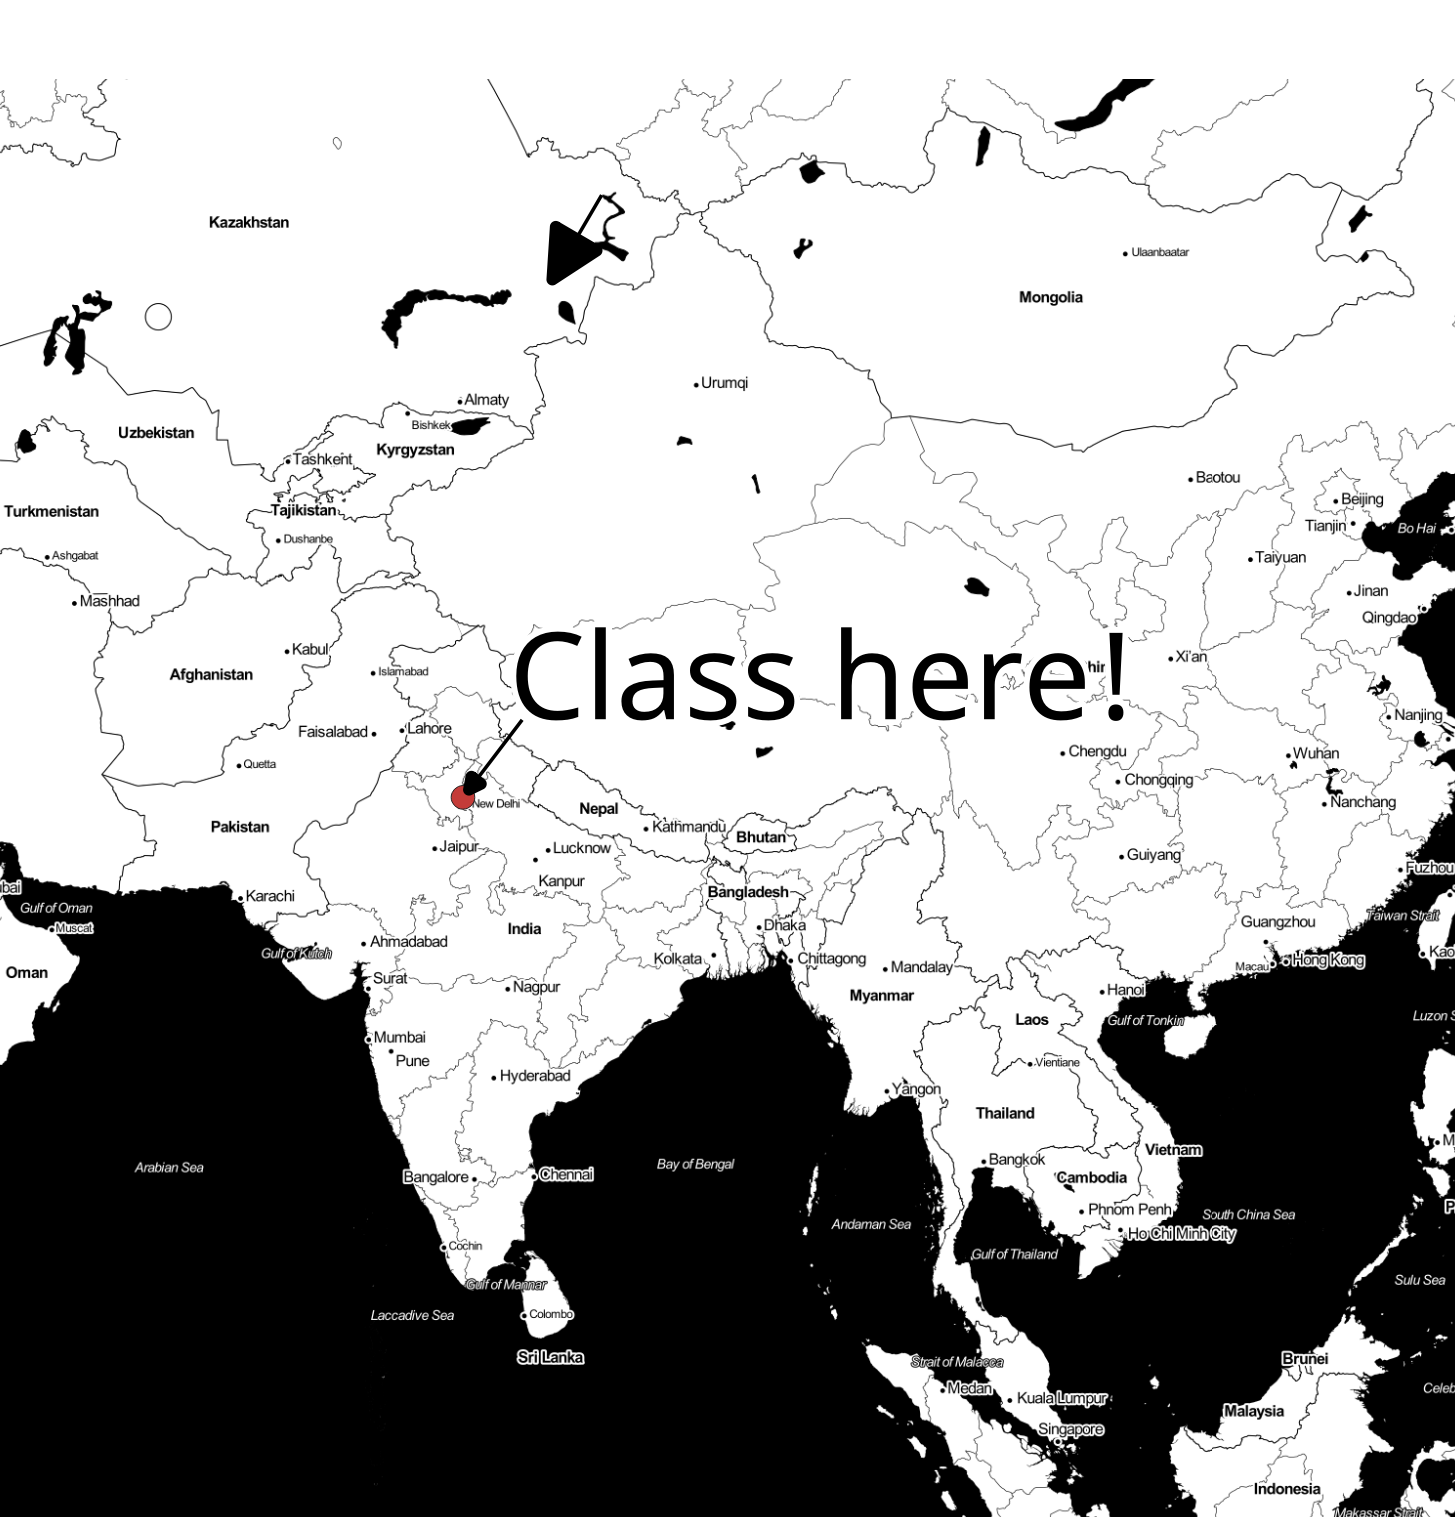 Kazakhstan
Ulaanbaatar
Mongolia
Urumqi
Almaty
Bishkek
Uzbekistan
Kyrgyzstan
Tashkent
Baotou
Beijing
Turkmenistan
Tajikistan
Tianjin
Bo Hai
Dushanbe
Ashgabat
Taiyuan
Jinan
Mashhad
Qingdao
Kabul
Xi'an
Afghanistan
Islamabad
Class here!
Nanjing
Faisalabad
Lahore
Chengdu
Wuhan
Quetta
Chongqing
New Delhi
Nepal
Nanchang
Pakistan
Kathmandu
Bhutan
Jaipur
Lucknow
Guiyang
Fuzhou
Kanpur
Bangladesh
Karachi
Gulf of Oman
Taiwan Strait
Muscat
India
Dhaka
Guangzhou
Ahmadabad
Gulf of Kutch
Kolkata
Chittagong
Hong Kong
Macau
Mandalay
Oman
Surat
Nagpur
Hanoi
Myanmar
Laos
Gulf of Tonkin
Mumbai
Pune
Vientiane
Hyderabad
Yangon
Thailand
Vietnam
Arabian Sea
Bay of Bengal
Bangkok
Bangalore
Chennai
Cambodia
Phnom Penh
South China Sea
Andaman Sea
Ho Chi Minh City
Cochin
Gulf of Thailand
Gulf of Mannar
Sulu Sea
Laccadive Sea
Colombo
Sri Lanka
Strait of Malacca
Brunei
Medan
Kuala Lumpur
Malaysia
Singapore
Indonesia
Makassar Strait